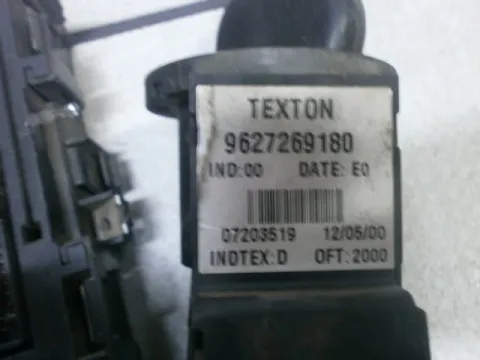 TEXTON
9627269180
IND:00 DATE: E0
07203519 12/05/00
INDTEX:D OFT:2000